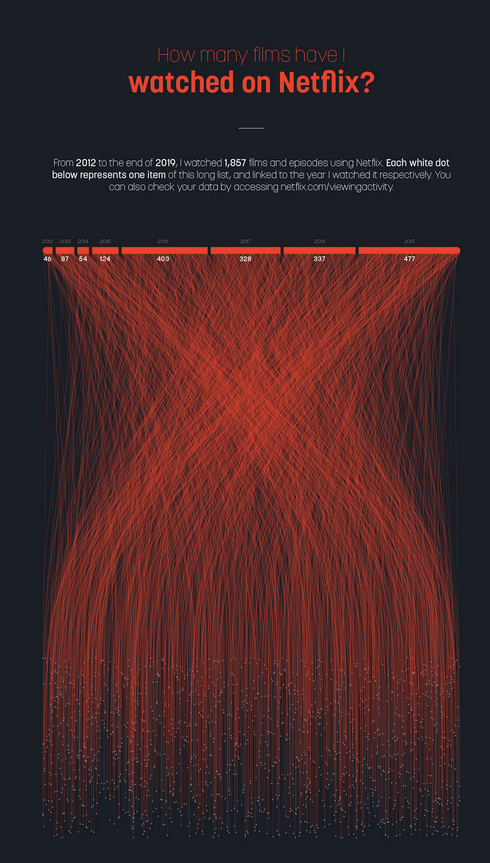 How many films have I
watched on Netflix?
From 2012 to the end of 2019, I watched 1,857 films and episodes using Netflix. Each white dot
below represents one item of this long list, and linked to the year I watched it respectively. You
can also check your data by accessing netflix.com/viewingactivity.
2012 2013 2014 2015 2016 2017 2018 2019
46 87 54 124 403 328 337 477